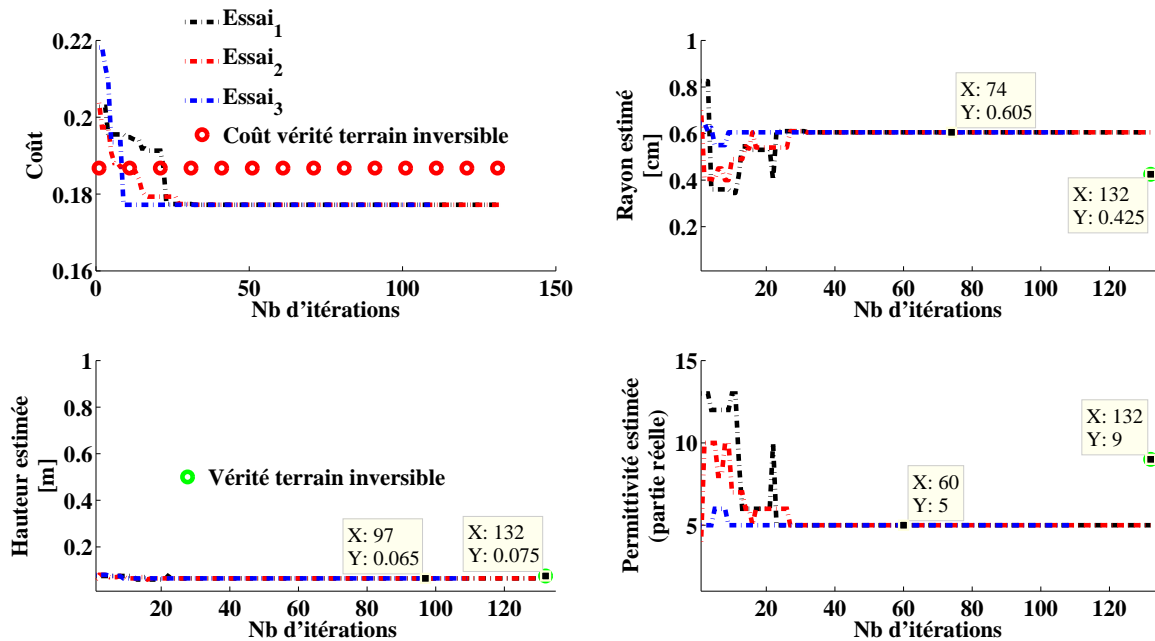 Essai1
Essai2
Essai3
Coût vérité terrain inversible
0.22
0.2
0.18
0.16
Coût
0 50 100 150
Nb d'itérations
1
0.8
0.6
0.4
0.2
Rayon estimé
[cm]
X: 74
Y: 0.605
X: 132
Y: 0.425
20 40 60 80 100 120
Nb d'itérations
1
0.8
0.6
0.4
0.2
Hauteur estimée
[m]
Vérité terrain inversible
X: 97
Y: 0.065
X: 132
Y: 0.075
20 40 60 80 100 120
Nb d'itérations
15
10
5
Permittivité estimée
(partie réelle)
X: 132
Y: 9
X: 60
Y: 5
20 40 60 80 100 120
Nb d'itérations